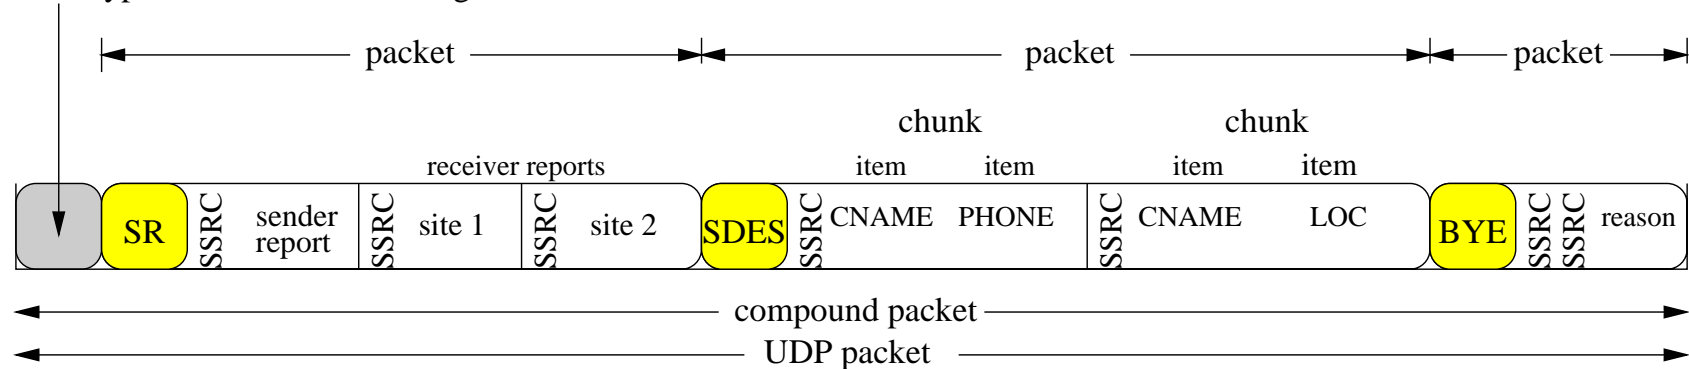 packet packet packet
chunk chunk
receiver reports item item item item
SR SSRC sender report SSRC site 1 SSRC site 2 SDES SSRC CNAME PHONE SSRC CNAME LOC BYE SSRC SSRC reason
compound packet
UDP packet